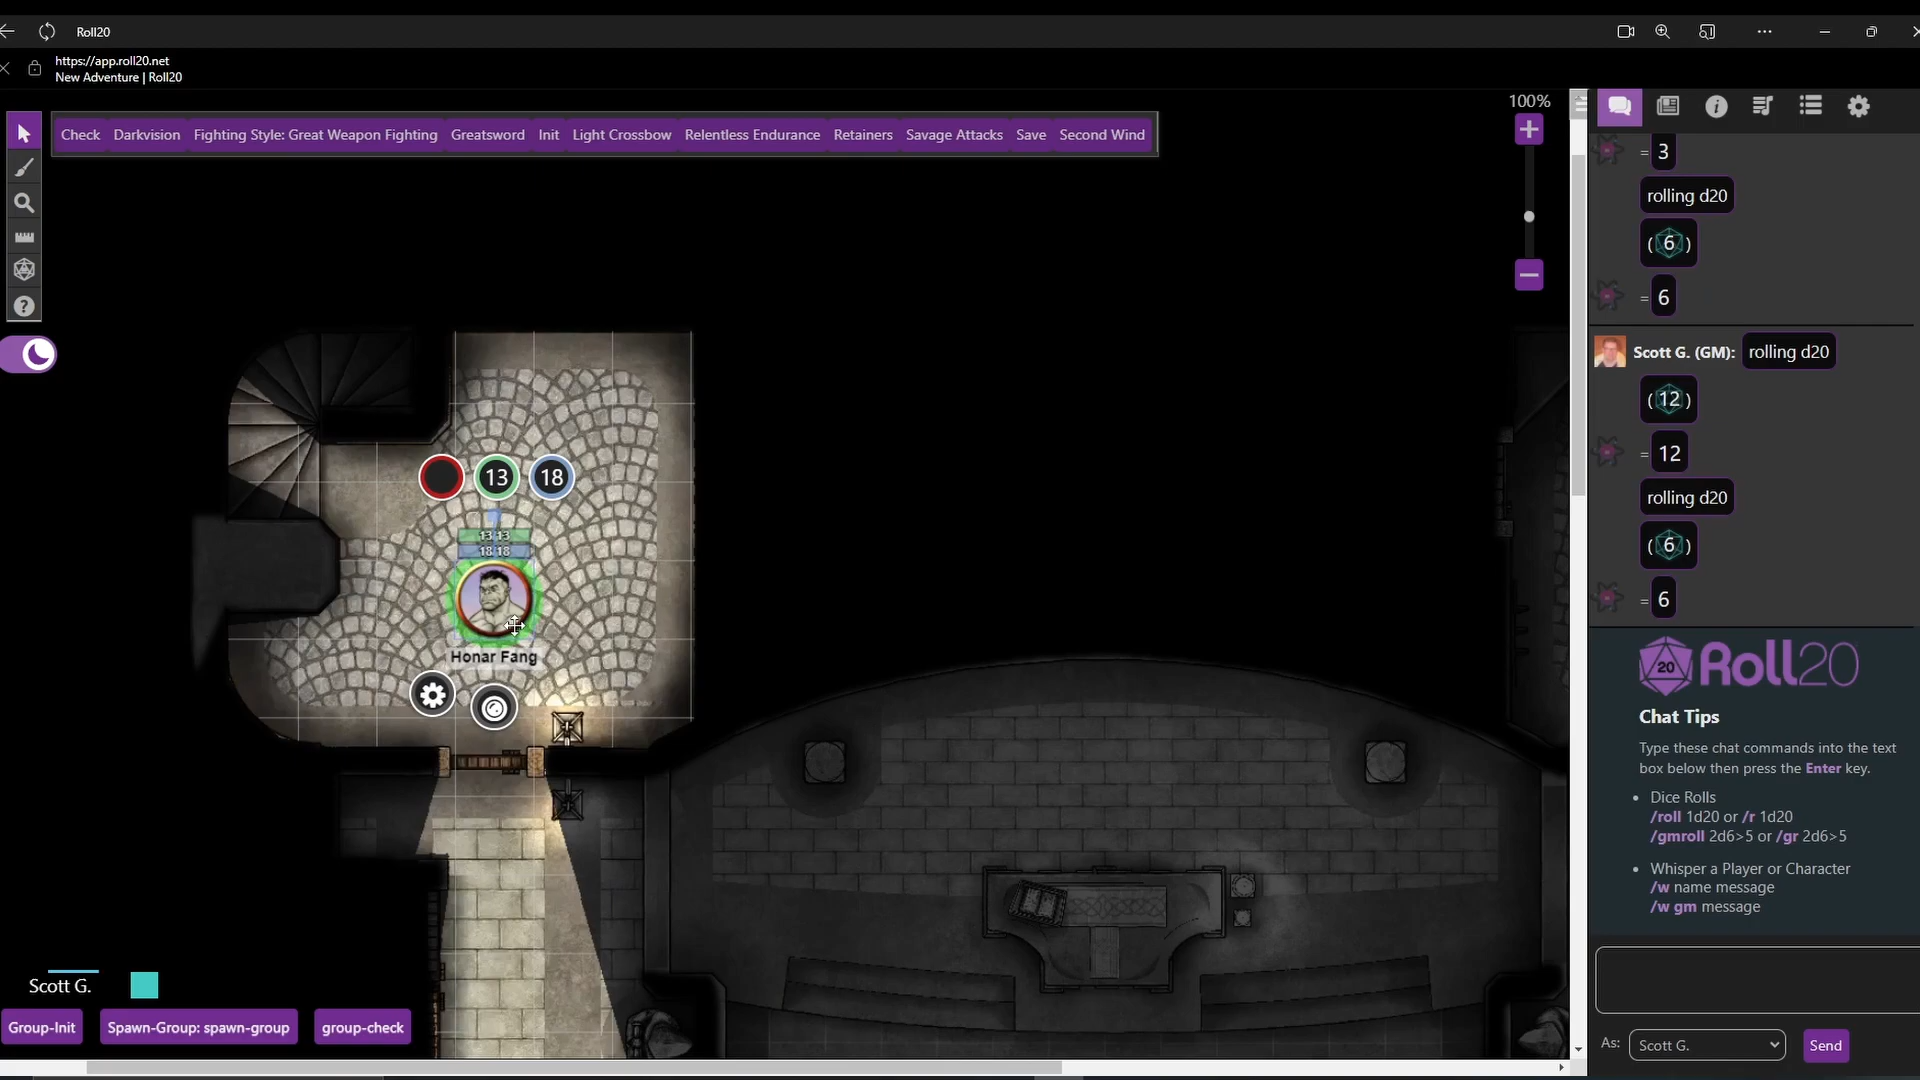 Roll20
https://app.roll20.net
New Adventure | Roll20
100%
Check Darkvision Fighting Style: Great Weapon Fighting Greatsword Init Light Crossbow Relentless Endurance Retainers Savage Attacks Save Second Wind
= 3
rolling d20
(6)
= 6
Scott G. (GM): rolling d20
(12)
= 12
rolling d20
(6)
= 6
13 18
13/13
18/18
Honar Fang
20 Roll20
Chat Tips
Type these chat commands into the text
box below then press the Enter key.
• Dice Rolls
/roll 1d20 or /r 1d20
/gmroll 2d6>5 or /gr 2d6>5
• Whisper a Player or Character
/w name message
/w gm message
Scott G.
Group-Init Spawn-Group: spawn-group group-check
As: Scott G. Send